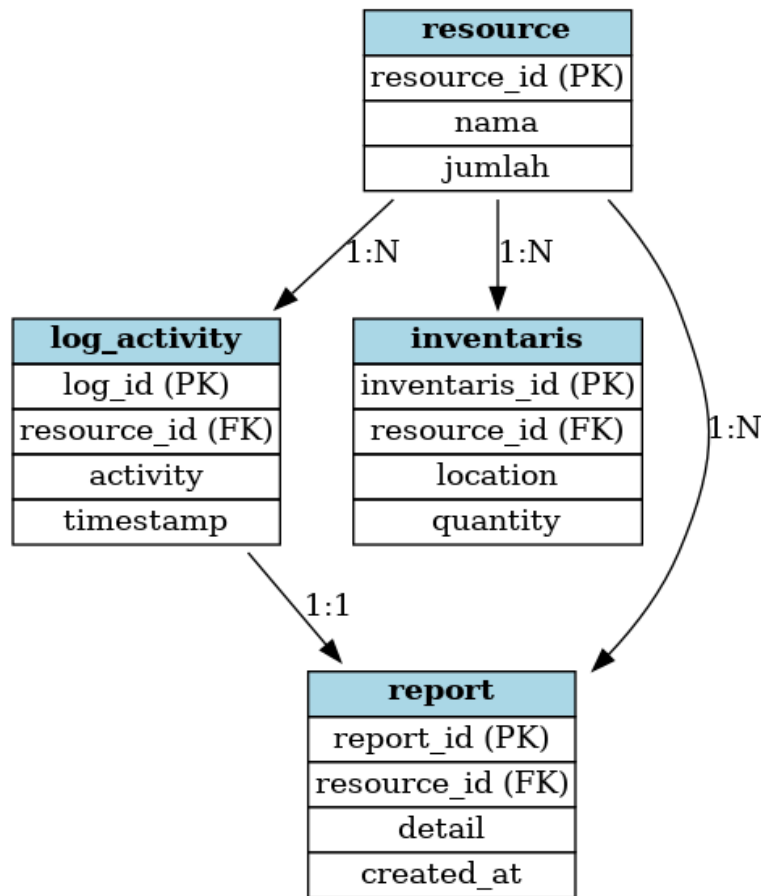 resource
resource_id (PK)
nama
jumlah
1:N
1:N
1:N
log_activity
log_id (PK)
resource_id (FK)
activity
timestamp
inventaris
inventaris_id (PK)
resource_id (FK)
location
quantity
1:1
report
report_id (PK)
resource_id (FK)
detail
created_at